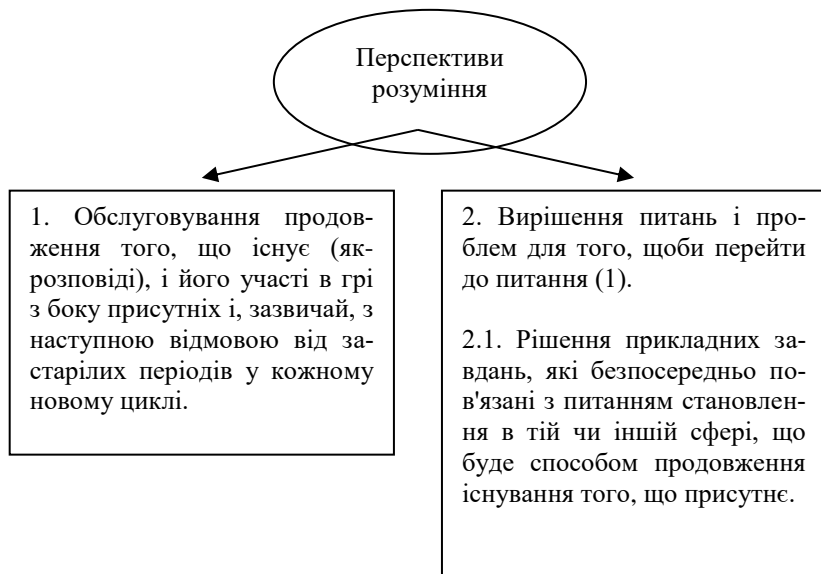 Перспективи
розуміння
1. Обслуговування продов-
ження того, що існує (як-
розповіді), і його участі в грі
з боку присутніх і, зазвичай, з
наступною відмовою від за-
старілих періодів у кожному
новому циклі.
2. Вирішення питань і про-
блем для того, щоби перейти
до питання (1).
2.1. Рішення прикладних за-
вдань, які безпосередньо по-
в'язані з питанням становлен-
ня в тій чи іншій сфері, що
буде способом продовження
існування того, що присутнє.